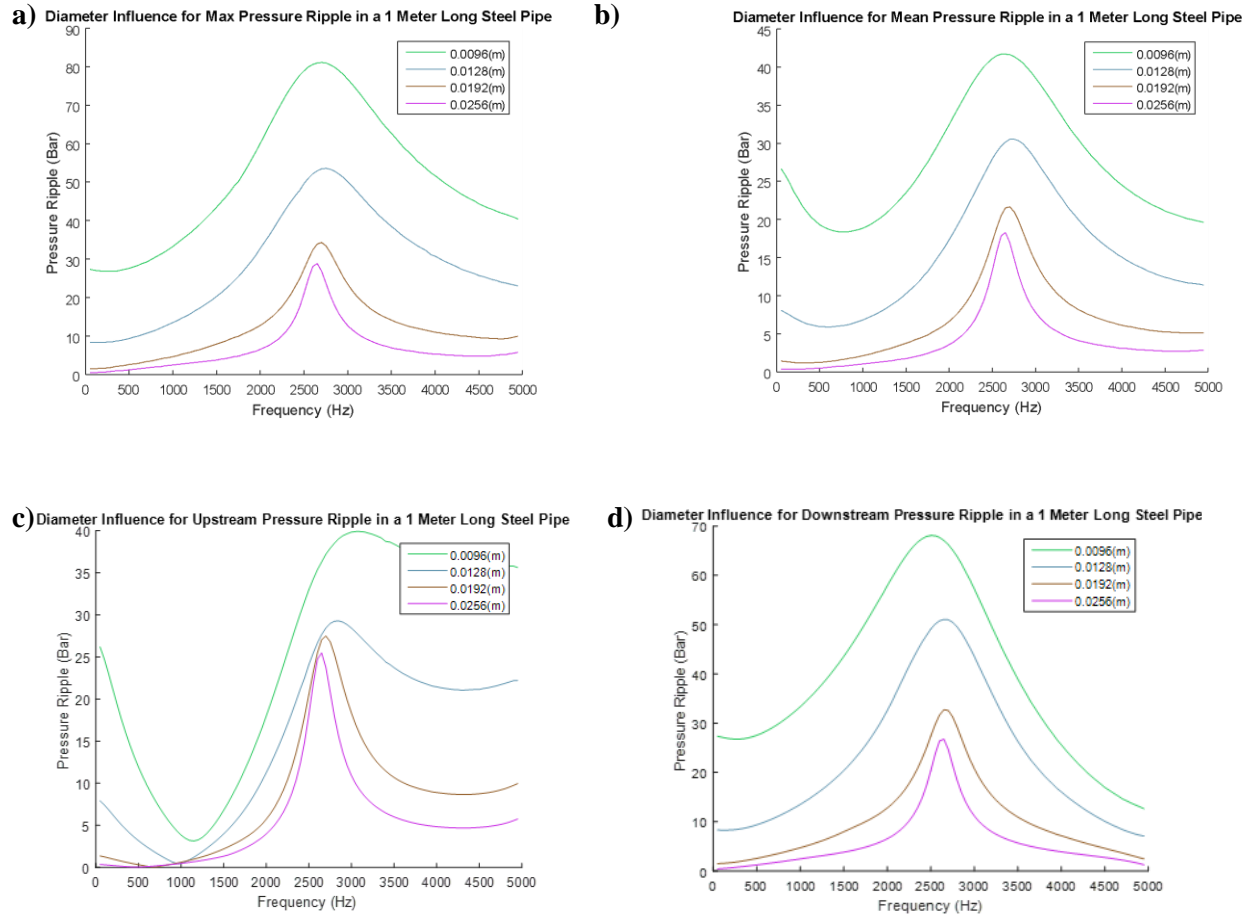 a) Diameter Influence for Max Pressure Ripple in a 1 Meter Long Steel Pipe
90
80
70
60
50
40
30
20
10
0
Pressure Ripple (Bar)
0.0096(m)
0.0128(m)
0.0192(m)
0.0256(m)
0 500 1000 1500 2000 2500 3000 3500 4000 4500 5000
Frequency (Hz)
b) Diameter Influence for Mean Pressure Ripple in a 1 Meter Long Steel Pipe
45
40
35
30
25
20
15
10
5
0
Pressure Ripple (Bar)
0.0096(m)
0.0128(m)
0.0192(m)
0.0256(m)
0 500 1000 1500 2000 2500 3000 3500 4000 4500 5000
Frequency (Hz)
c) Diameter Influence for Upstream Pressure Ripple in a 1 Meter Long Steel Pipe
40
35
30
25
20
15
10
5
0
Pressure Ripple (Bar)
0.0096(m)
0.0128(m)
0.0192(m)
0.0256(m)
0 500 1000 1500 2000 2500 3000 3500 4000 4500 5000
Frequency (Hz)
d) Diameter Influence for Downstream Pressure Ripple in a 1 Meter Long Steel Pipe
70
60
50
40
30
20
10
0
Pressure Ripple (Bar)
0.0096(m)
0.0128(m)
0.0192(m)
0.0256(m)
0 500 1000 1500 2000 2500 3000 3500 4000 4500 5000
Frequency (Hz)